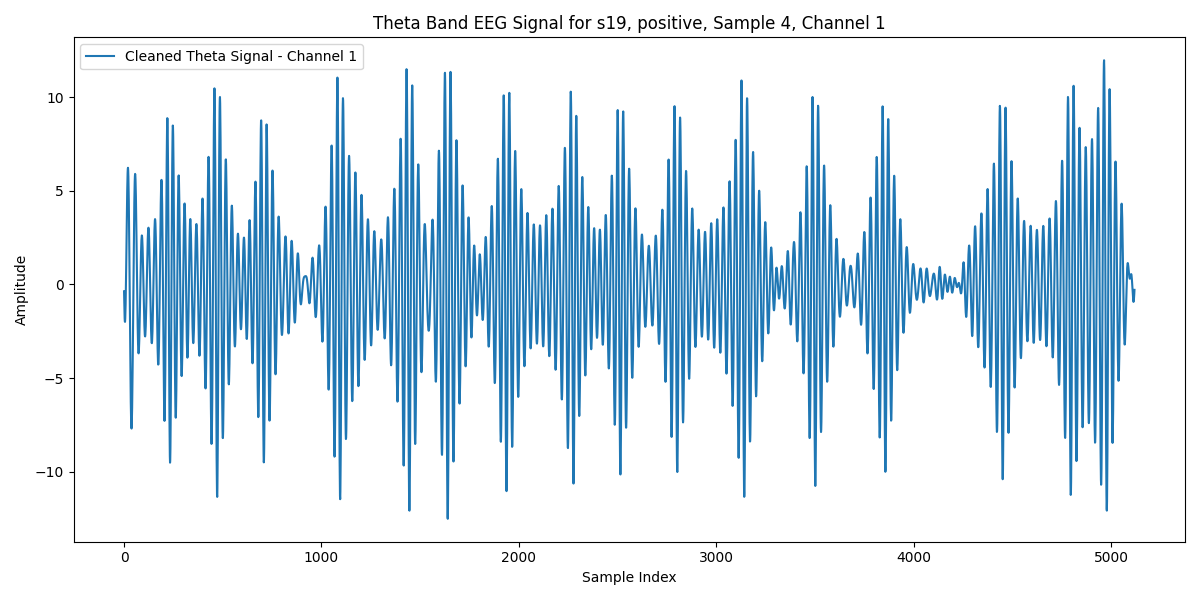 Theta Band EEG Signal for s19, positive, Sample 4, Channel 1
Cleaned Theta Signal - Channel 1
Amplitude
10
5
0
−5
−10
0 1000 2000 3000 4000 5000
Sample Index